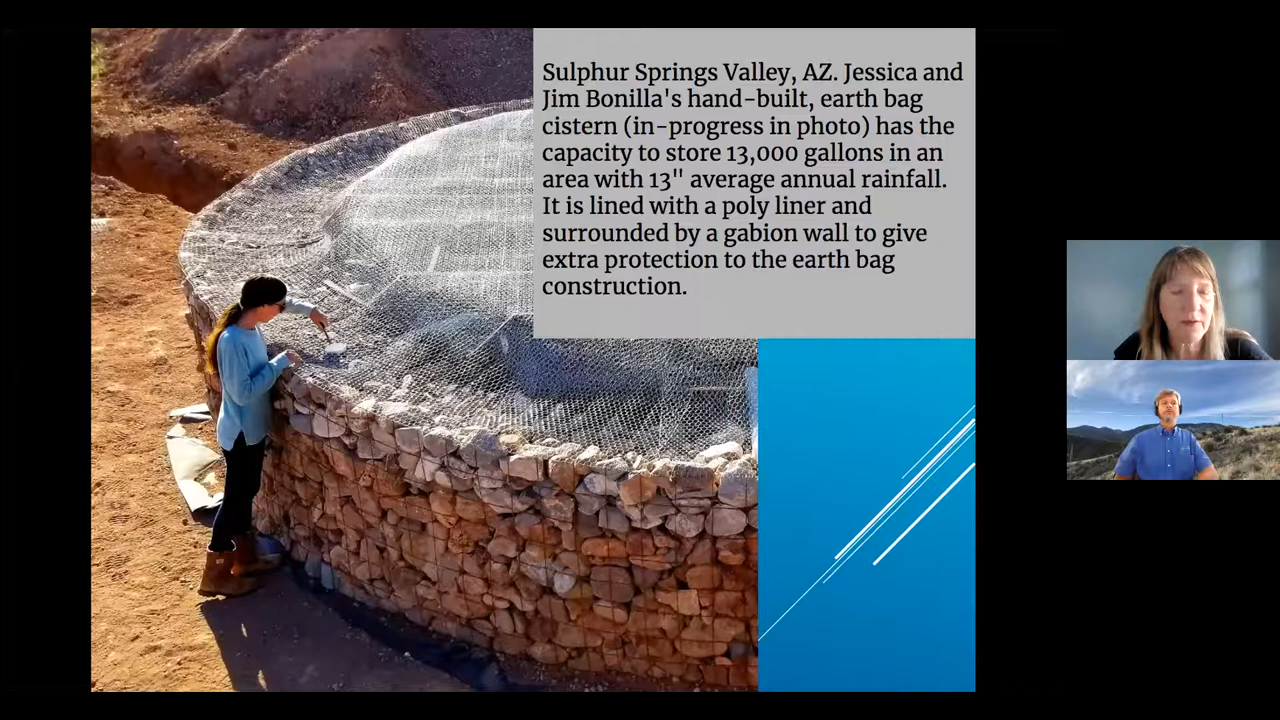 Sulphur Springs Valley, AZ. Jessica and
Jim Bonilla's hand-built, earth bag
cistern (in-progress in photo) has the
capacity to store 13,000 gallons in an
area with 13" average annual rainfall.
It is lined with a poly liner and
surrounded by a gabion wall to give
extra protection to the earth bag
construction.